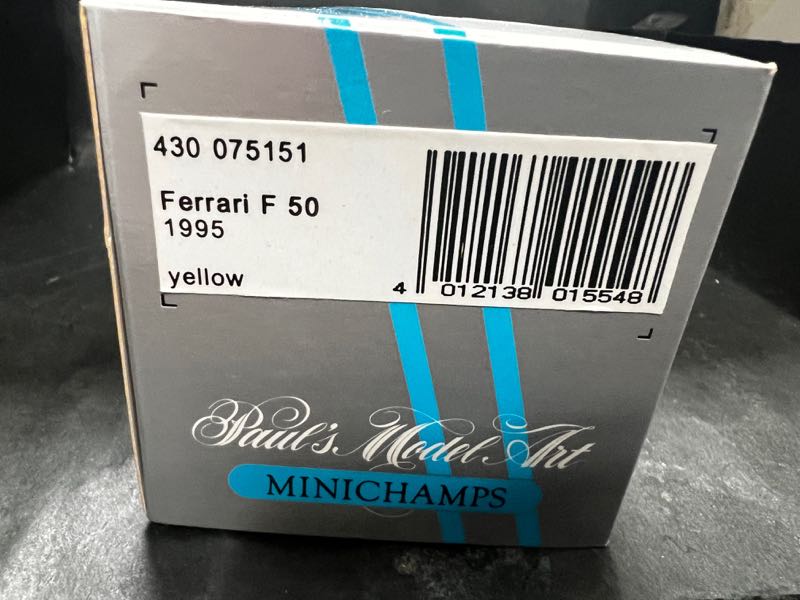 430 075151
Ferrari F 50
1995
yellow
4 012138 015548
Paul's Model Art
MINICHAMPS